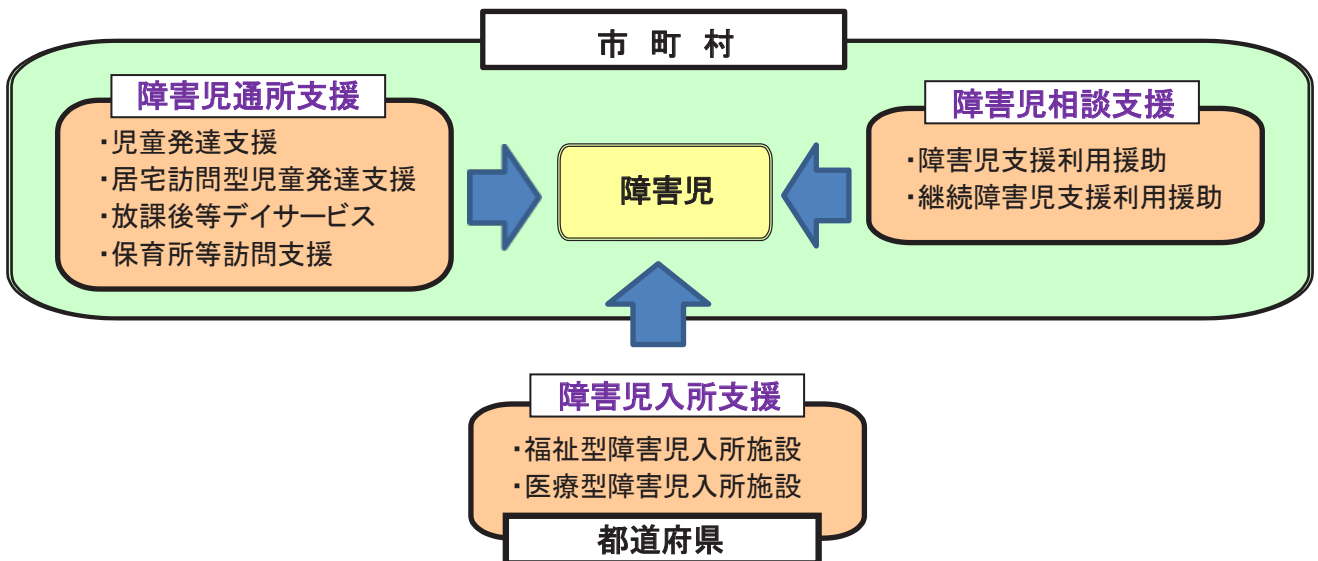 市 町 村
障害児通所支援
・児童発達支援
・居宅訪問型児童発達支援
・放課後等デイサービス
・保育所等訪問支援
障害児
障害児相談支援
・障害児支援利用援助
・継続障害児支援利用援助
障害児入所支援
・福祉型障害児入所施設
・医療型障害児入所施設
都道府県